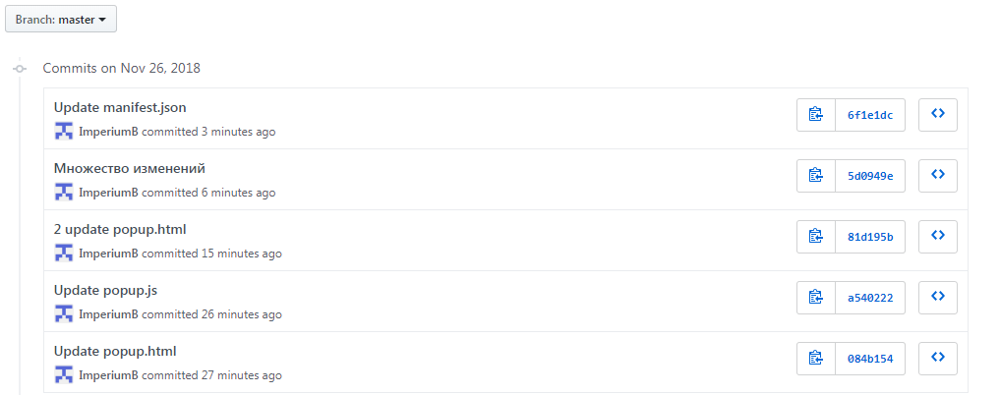 Branch: master
Commits on Nov 26, 2018
Update manifest.json
ImperiumB committed 3 minutes ago
6f1e1dc
Множество изменений
ImperiumB committed 6 minutes ago
5d0949e
2 update popup.html
ImperiumB committed 15 minutes ago
81d195b
Update popup.js
ImperiumB committed 26 minutes ago
a540222
Update popup.html
ImperiumB committed 27 minutes ago
084b154